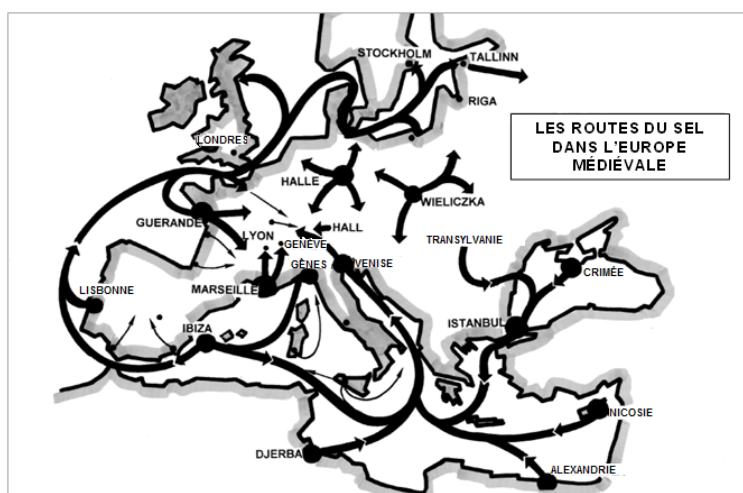 STOCKHOLM
TALLINN
RIGA
LES ROUTES DU SEL
DANS L'EUROPE
MÉDIÉVALE
LONDRES
HALLE
WIELICZKA
GUERANDE
HALL
LYON
GENÈVE
TRANSYLVANIE
GÈNES
VENISE
CRIMÉE
MARSEILLE
LISBONNE
IBIZA
ISTANBUL
NICOSIE
DJERBA
ALEXANDRIE